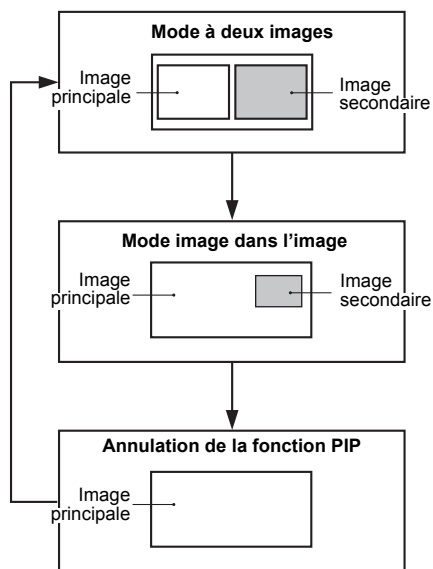 Mode à deux images
Image
principale
Image
secondaire
Mode image dans l'image
Image
principale
Image
secondaire
Annulation de la fonction PIP
Image
principale